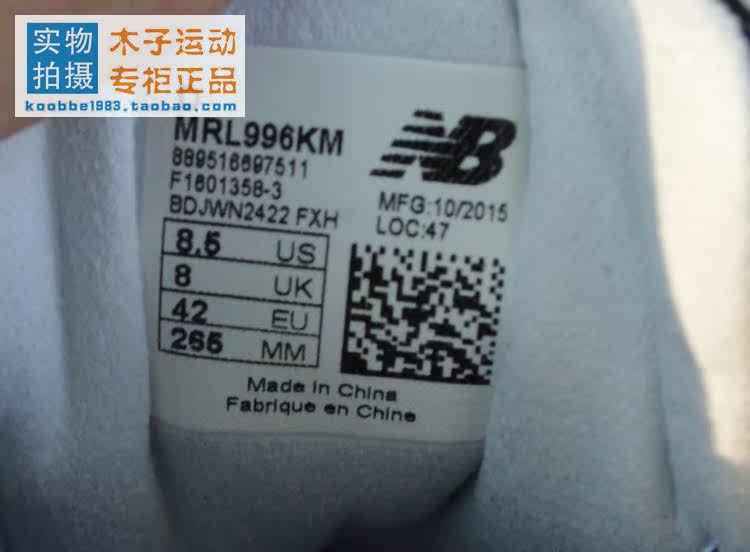 实物
拍摄
木子运动
专柜正品
koobbe1983.taobao.com
MRL996KM
889516697511
F1601358-3
BDJWN2422 FXH
NB
MFG:10/2015
LOC:47
8.5 US
8 UK
42 EU
265 MM
Made in China
Fabrique en Chine